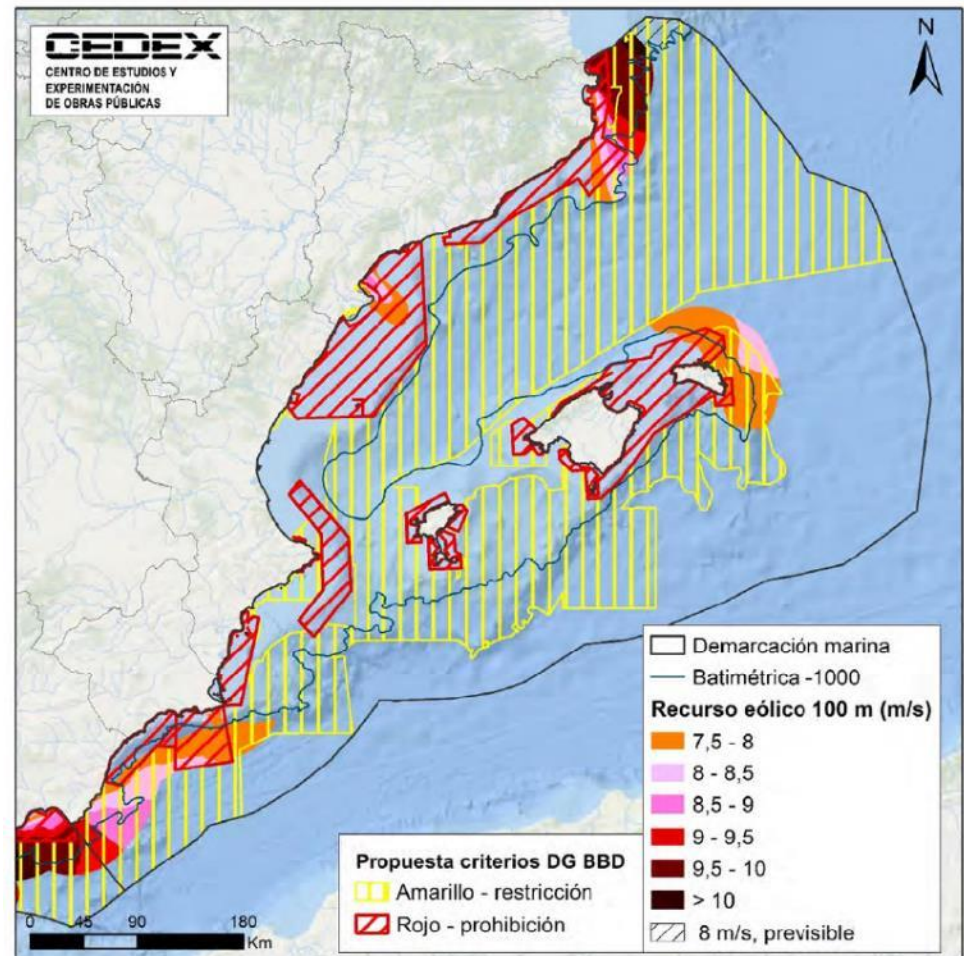 CEDEX
CENTRO DE ESTUDIOS Y
EXPERIMENTACIÓN
DE OBRAS PÚBLICAS
N
Demarcación marina
Batimétrica -1000
Recurso eólico 100 m (m/s)
7,5 - 8
8 - 8,5
8,5 - 9
9 - 9,5
9,5 - 10
> 10
8 m/s, previsible
Propuesta criterios DG BBD
Amarillo - restricción
Rojo - prohibición
0 45 90 180
Km